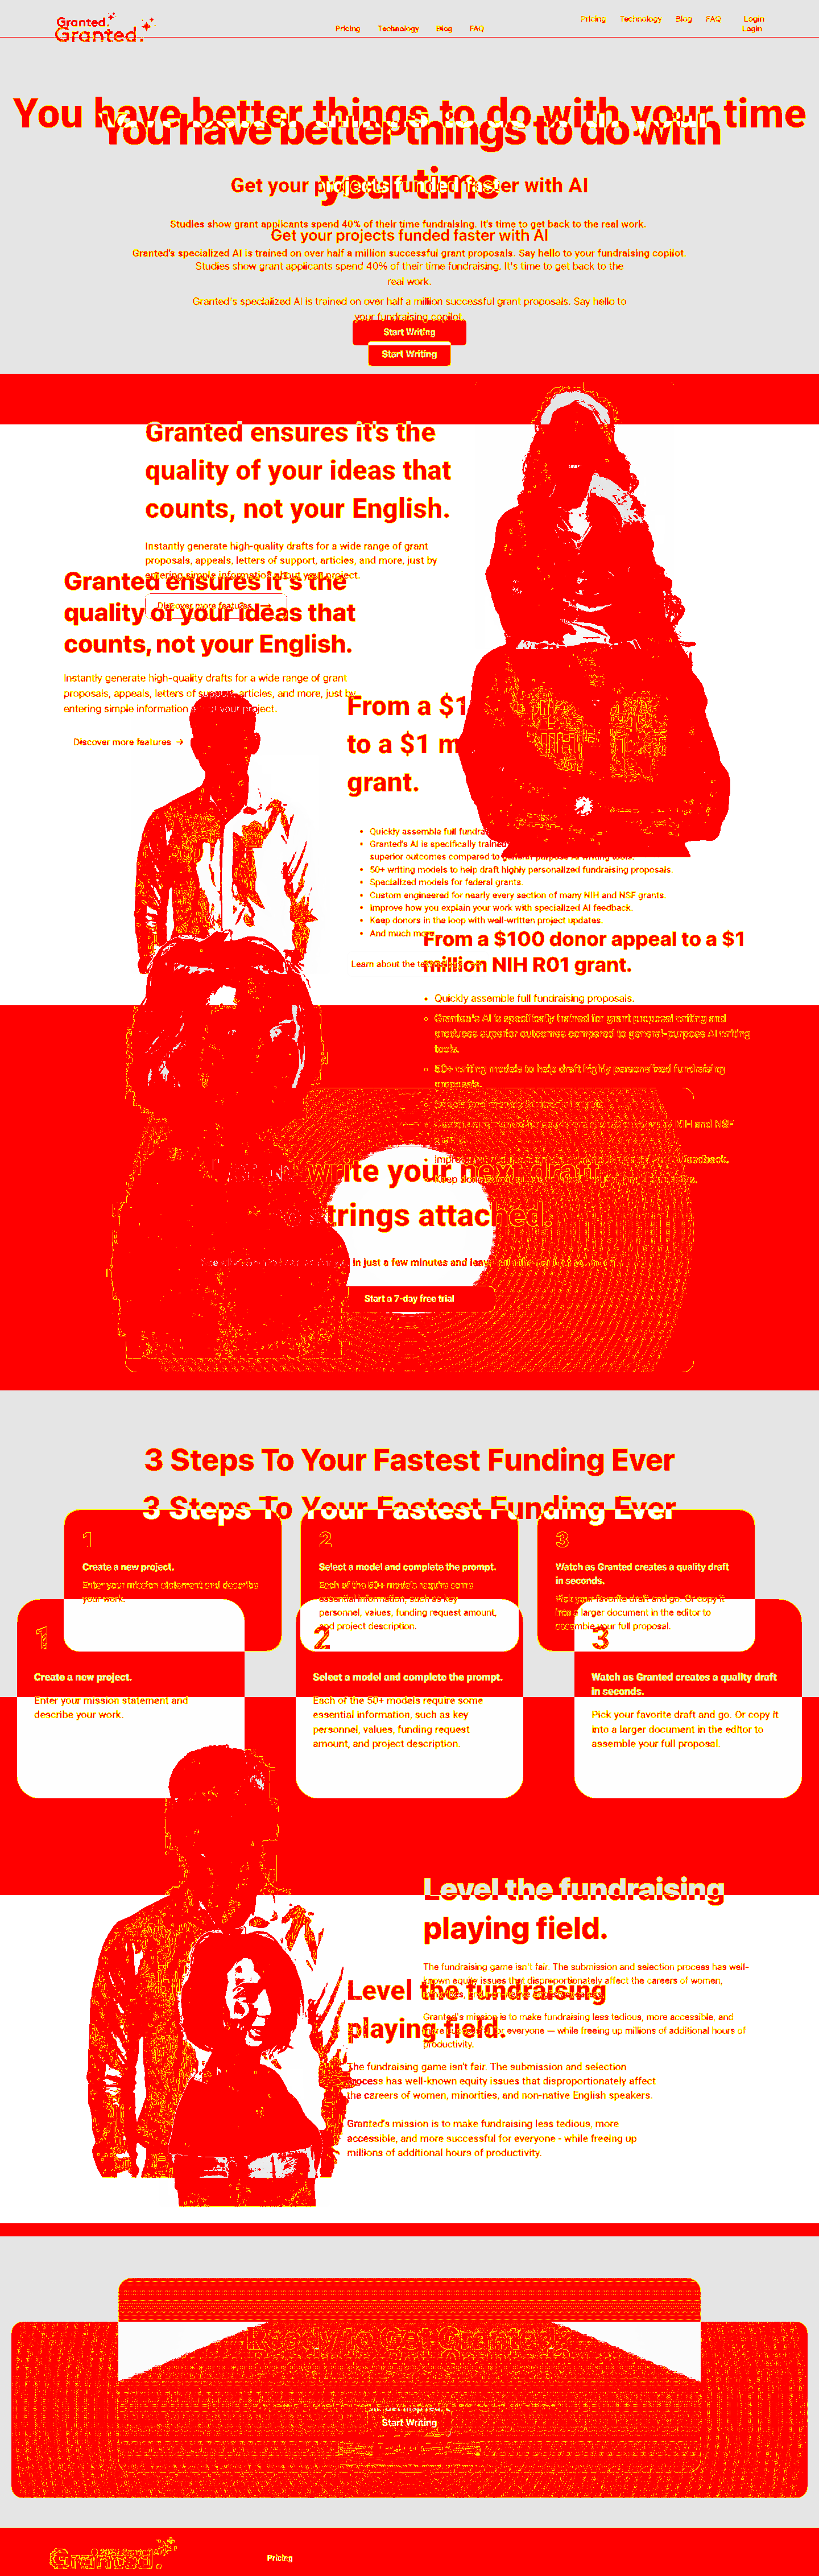 Granted.
Granted.
Pricing Technology Blog FAQ Login
Pricing Technology Blog FAQ Login
You have better things to do with your time
You have better things to do with
your time
Get your projects funded faster with AI
Studies show grant applicants spend 40% of their time fundraising. It's time to get back to the real work.
Get your projects funded faster with AI
Granted's specialized AI is trained on over half a million successful grant proposals. Say hello to your fundraising copilot.
Studies show grant applicants spend 40% of their time fundraising. It's time to get back to the
real work.
Granted's specialized AI is trained on over half a million successful grant proposals. Say hello to
your fundraising copilot.
Start Writing
Start Writing
Granted ensures it's the
quality of your ideas that
counts, not your English.
Instantly generate high-quality drafts for a wide range of grant
proposals, appeals, letters of support, articles, and more, just by
entering simple information about your project.
Discover more features
Granted ensures it's the
quality of your ideas that
counts, not your English.
Instantly generate high-quality drafts for a wide range of grant
proposals, appeals, letters of support, articles, and more, just by
entering simple information about your project.
Discover more features →
From a $1
to a $1 m
grant.
• Quickly assemble full
• Granted's AI is specifically trained
superior outcomes compared to general-purpose AI writing tools.
• 50+ writing models to help draft highly personalized fundraising proposals.
• Specialized models for federal grants.
• Custom engineered for nearly every section of many NIH and NSF grants.
• Improve how you explain your work with specialized AI feedback.
• Keep donors in the loop with well-written project updates.
• And much more
Learn about the
From a $100 donor appeal to a $1
million NIH R01 grant.
• Quickly assemble full fundraising proposals.
Granted's AI is specifically trained for grant proposal writing and
produces superior outcomes compared to general-purpose AI writing
tools.
50+ writing models to help draft highly personalized fundraising
proposals.
NIH and NSF
feedback.
Keep
write your next draft,
strings attached.
in just a few minutes and
Start a 7-day free trial
3 Steps To Your Fastest Funding Ever
3 Steps To Your Fastest Funding Ever
1
Create a new project.
Enter your mission statement and describe
your work.
2
Select a model and complete the prompt.
Each of the 50+ models require some
essential information, such as key
personnel, values, funding request amount,
and project description.
3
Watch as Granted creates a quality draft
in seconds.
Pick your favorite draft and go. Or copy it
into a larger document in the editor to
assemble your full proposal.
1
Create a new project.
Enter your mission statement and
describe your work.
2
Select a model and complete the prompt.
Each of the 50+ models require some
essential information, such as key
personnel, values, funding request
amount, and project description.
3
Watch as Granted creates a quality draft
in seconds.
Pick your favorite draft and go. Or copy it
into a larger document in the editor to
assemble your full proposal.
Level the fundraising
playing field.
The fundraising game isn't fair. The submission and selection process has well-
known equity issues that disproportionately affect the careers of women,
Granted's mission is to make fundraising less tedious, more accessible, and
more successful for everyone — while freeing up millions of additional hours of
productivity.
Level the fundraising
playing field.
The fundraising game isn't fair. The submission and selection
process has well-known equity issues that disproportionately affect
the careers of women, minorities, and non-native English speakers.
Granted's mission is to make fundraising less tedious, more
accessible, and more successful for everyone - while freeing up
millions of additional hours of productivity.
Ready to Get Granted?
Start Writing
Granted.
Pricing